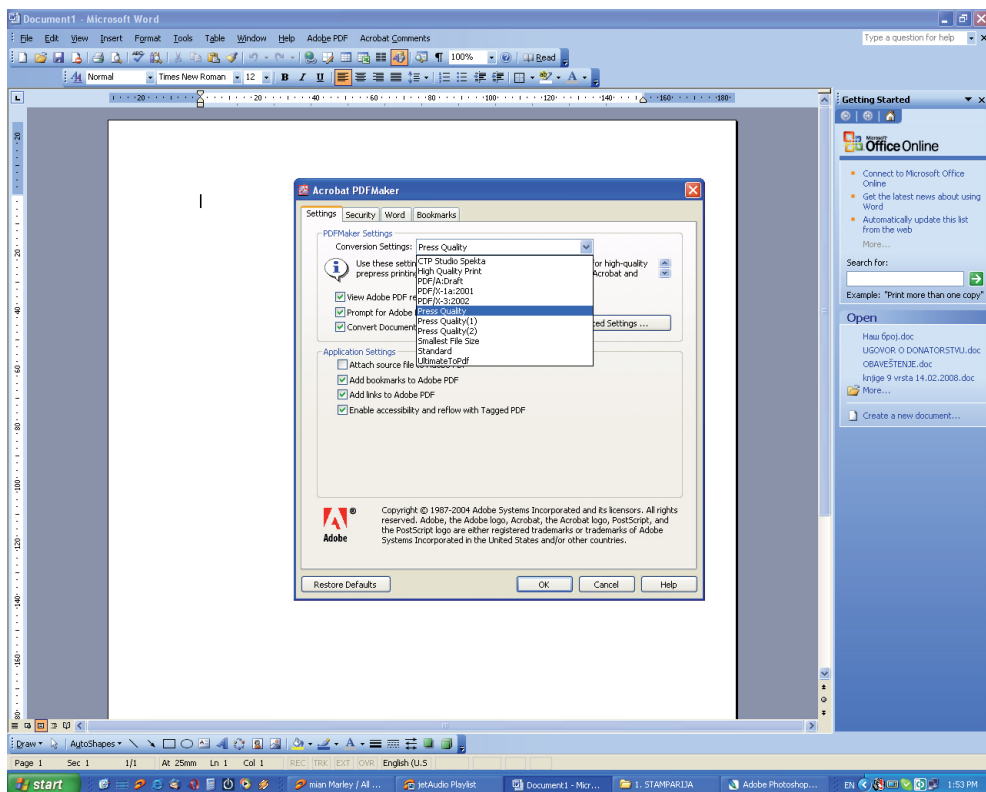 Document1 - Microsoft Word
File Edit View Insert Format Tools Table Window Help Adobe PDF Acrobat Comments
Type a question for help
100%
Read
Normal
Times New Roman
12
B I U
Getting Started
Microsoft
Office Online
Connect to Microsoft Office
Online
Get the latest news about using
Word
Automatically update this list
from the web
More...
Search for:
Example: "Print more than one copy"
Open
Наш број.doc
UGOVOR O DONATORSTVU.doc
OBAVEŠTENJE.doc
knjige 9 vrsta 14.02.2008.doc
More...
Create a new document...
Acrobat PDFMaker
Settings Security Word Bookmarks
PDFMaker Settings
Conversion Settings: Press Quality
CTP Studio Spekta
High Quality Print
PDF/A:Draft
PDF/X-1a:2001
PDF/X-3:2002
Press Quality
Press Quality(1)
Press Quality(2)
Smallest File Size
Standard
UltimateToPdf
Use these settin or high-quality
prepress printin Acrobat and
View Adobe PDF re
Prompt for Adobe
Convert Document ed Settings ...
Application Settings
Attach source file to Adobe PDF
Add bookmarks to Adobe PDF
Add links to Adobe PDF
Enable accessibility and reflow with Tagged PDF
Adobe
Copyright © 1987-2004 Adobe Systems Incorporated and its licensors. All rights
reserved. Adobe, the Adobe logo, Acrobat, the Acrobat logo, PostScript, and
the PostScript logo are either registered trademarks or trademarks of Adobe
Systems Incorporated in the United States and/or other countries.
Restore Defaults OK Cancel Help
Draw AutoShapes
Page 1 Sec 1 1/1 At 25mm Ln 1 Col 1 REC TRK EXT OVR English (U.S
start mian Marley / All ... jetAudio Playlist Document1 - Micr... 1. STAMPARIJA Adobe Photoshop... EN 1:53 PM